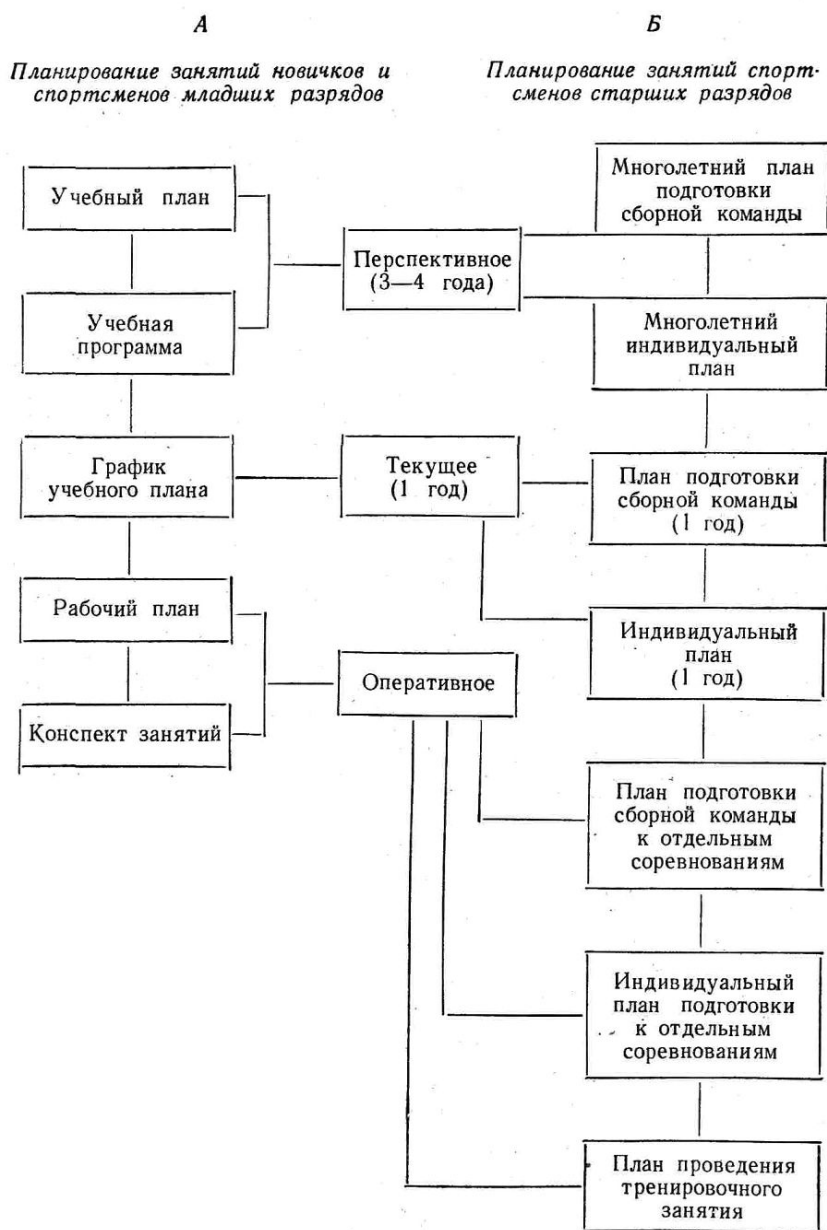 А
Планирование занятий новичков и
спортсменов младших разрядов
Б
Планирование занятий спорт-
сменов старших разрядов
Учебный план
Учебная
программа
График
учебного плана
Рабочий план
Конспект занятий
Перспективное
(3—4 года)
Текущее
(1 год)
Оперативное
Многолетний план
подготовки
сборной команды
Многолетний
индивидуальный
план
План подготовки
сборной команды
(1 год)
Индивидуальный
план
(1 год)
План подготовки
сборной команды
к отдельным
соревнованиям
Индивидуальный
план подготовки
к отдельным
соревнованиям
План проведения
тренировочного
занятия